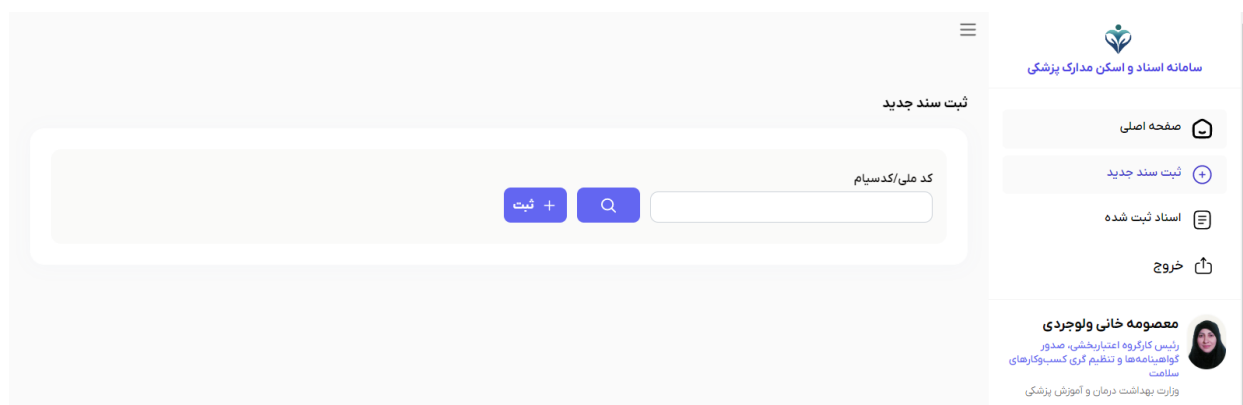 سامانه اسناد و اسکن مدارک پزشکی
صفحه اصلی
ثبت سند جدید
اسناد ثبت شده
خروج
معصومه خانی ولوجردی
رئیس کارگروه اعتباربخشی، صدور
گواهینامه‌ها و تنظیم گری کسب‌وکارهای
سلامت
وزارت بهداشت درمان و آموزش پزشکی
ثبت سند جدید
کد ملی/کدسیام
+ ثبت